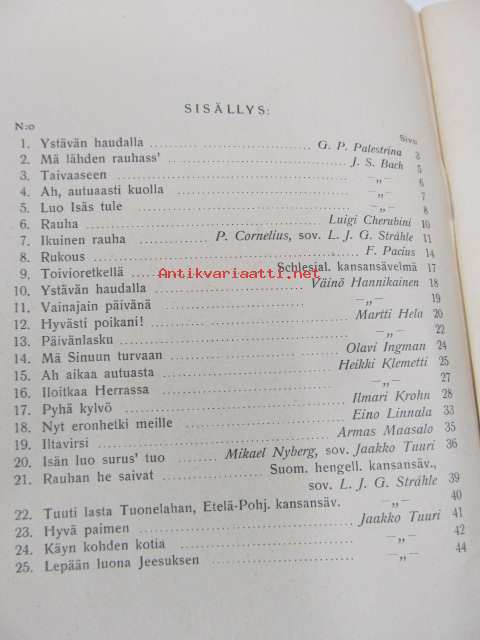 SISÄLLYS:
N:o Sivu
1. Ystävän haudalla G. P. Palestrina 3
2. Mä lähden rauhass' J. S. Bach 5
3. Taivaaseen —„— 6
4. Ah, autuaasti kuolla —„— 7
5. Luo Isäs tule —„— 8
6. Rauha Luigi Cherubini 10
7. Ikuinen rauha P. Cornelius, sov. L. J. G. Stråhle 11
8. Rukous F. Pacius 14
9. Toivioretkellä Schlesial. kansansävelmä 17
10. Ystävän haudalla Väinö Hannikainen 18
11. Vainajain päivänä —„— 19
12. Hyvästi poikani! Martti Hela 20
13. Päivänlasku —„— 22
14. Mä Sinuun turvaan Olavi Ingman 24
15. Ah aikaa autuasta Heikki Klemetti 25
16. Iloitkaa Herrassa —„— 27
17. Pyhä kylvö Ilmari Krohn 28
18. Nyt eronhetki meille Eino Linnala 33
19. Iltavirsi Armas Maasalo 35
20. Isän luo surus' tuo Mikael Nyberg, sov. Jaakko Tuuri 36
21. Rauhan he saivat Suom. hengell. kansansäv.,
sov. L. J. G. Stråhle 39
22. Tuuti lasta Tuonelahan, Etelä-Pohj. kansansäv. —„— 40
23. Hyvä paimen Jaakko Tuuri 41
24. Käyn kohden kotia —„— 42
25. Lepään luona Jeesuksen —„— 44
Antikvariaatti.net